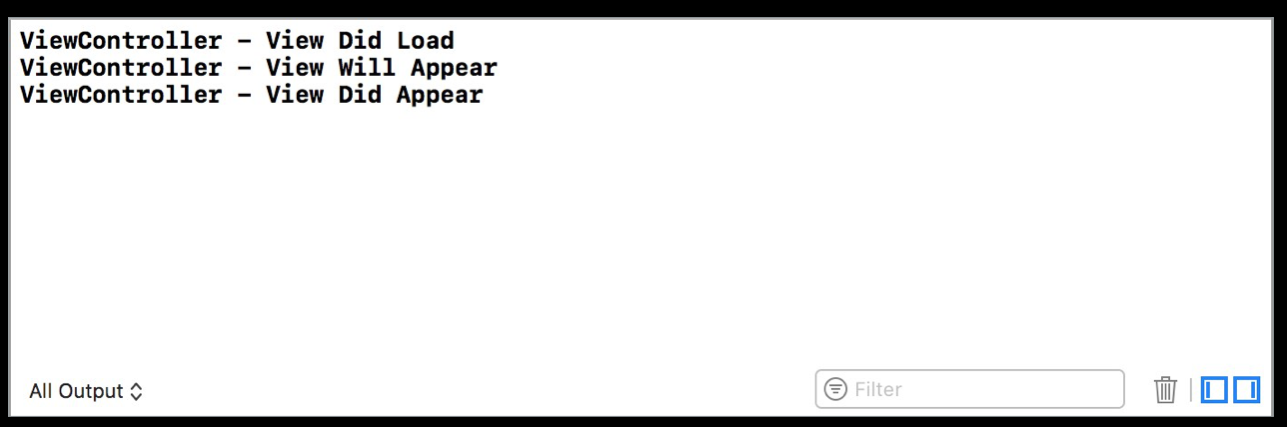 ViewController - View Did Load
ViewController - View Will Appear
ViewController - View Did Appear
All Output
Filter